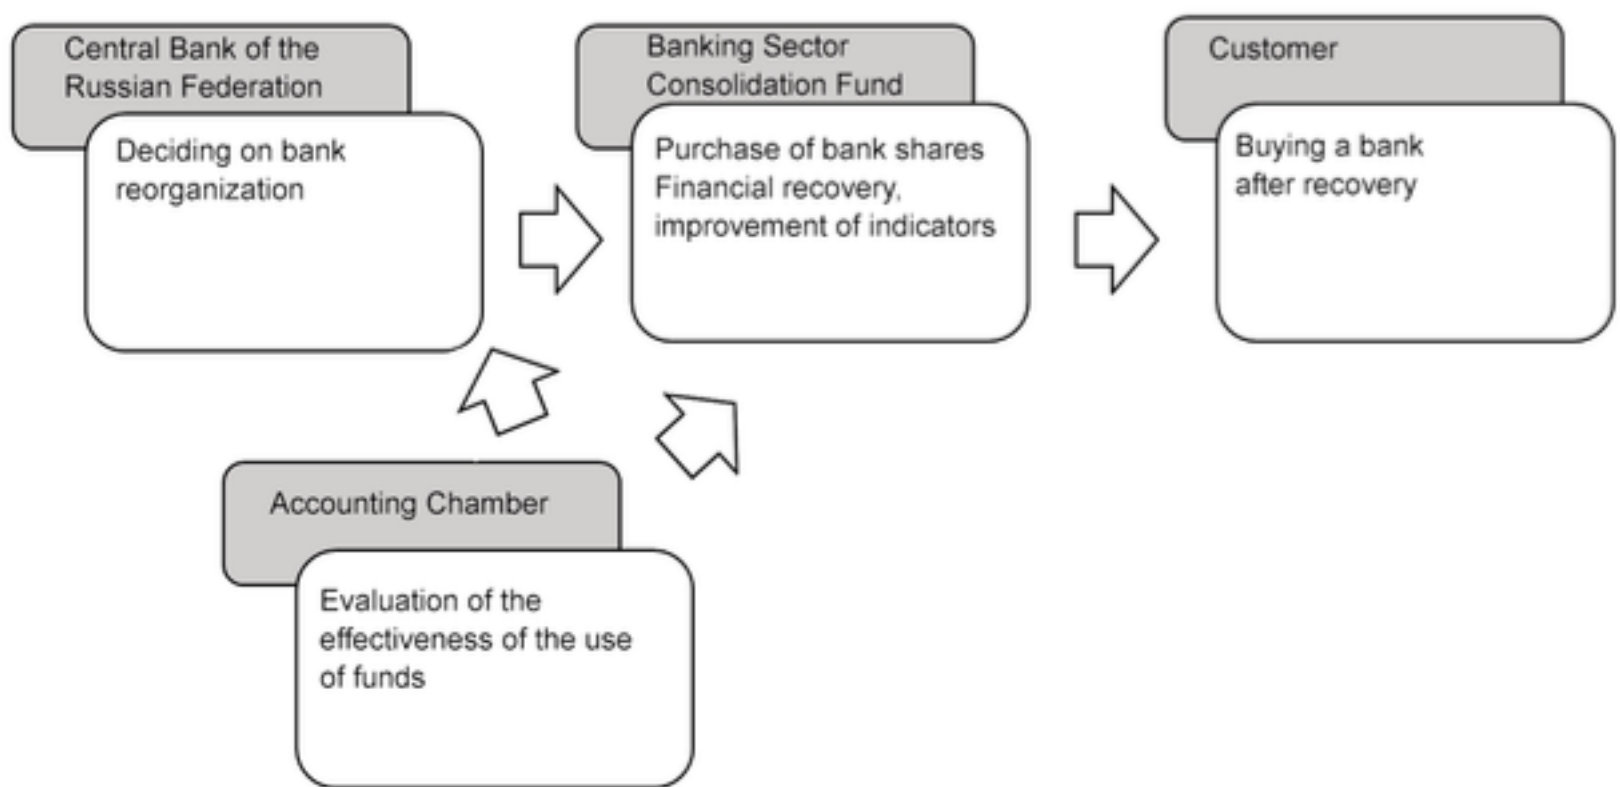 Central Bank of the
Russian Federation
Deciding on bank
reorganization
Banking Sector
Consolidation Fund
Purchase of bank shares
Financial recovery,
improvement of indicators
Customer
Buying a bank
after recovery
Accounting Chamber
Evaluation of the
effectiveness of the use
of funds